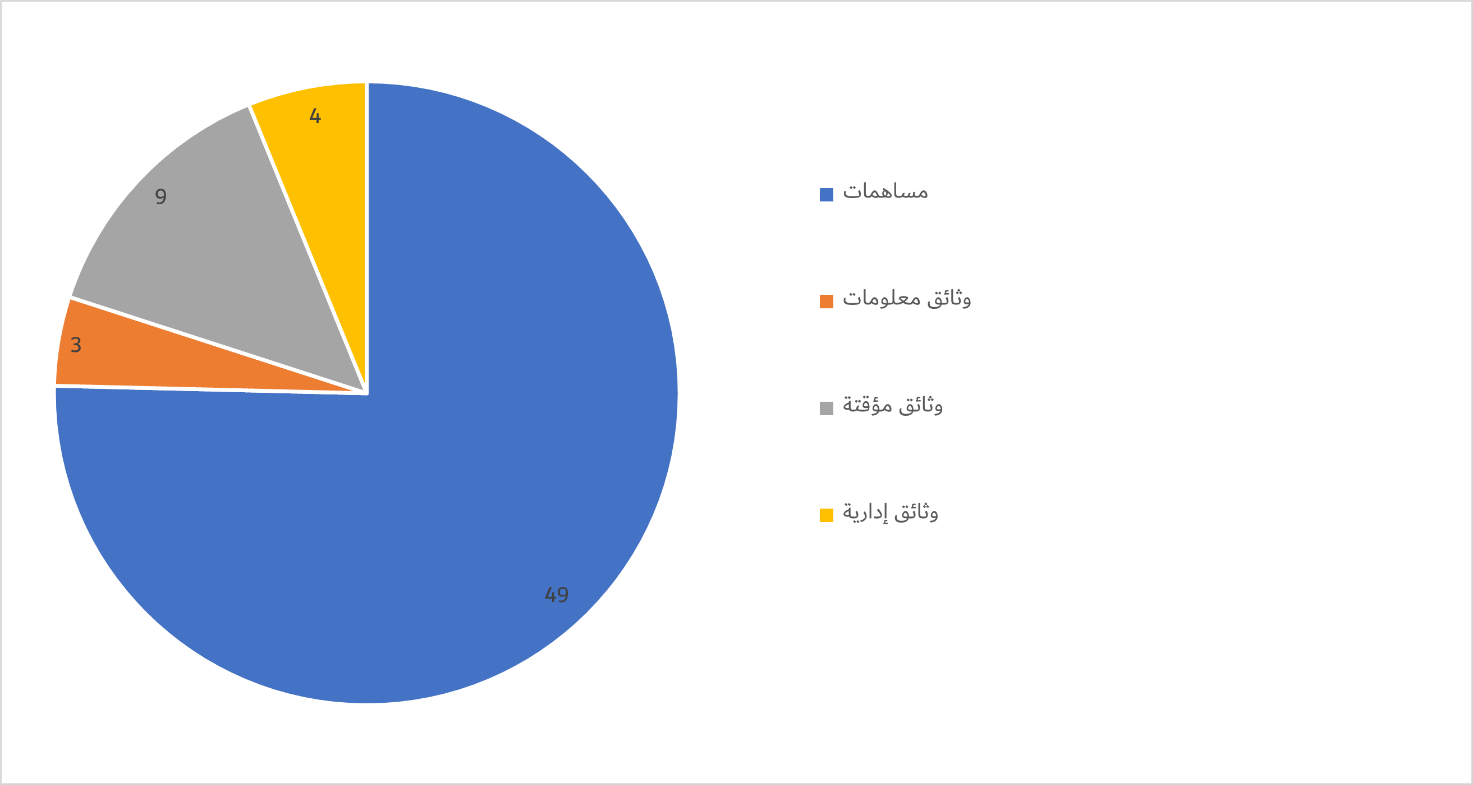 4
9
3
49
مساهمات
وثائق معلومات
وثائق مؤقتة
وثائق إدارية